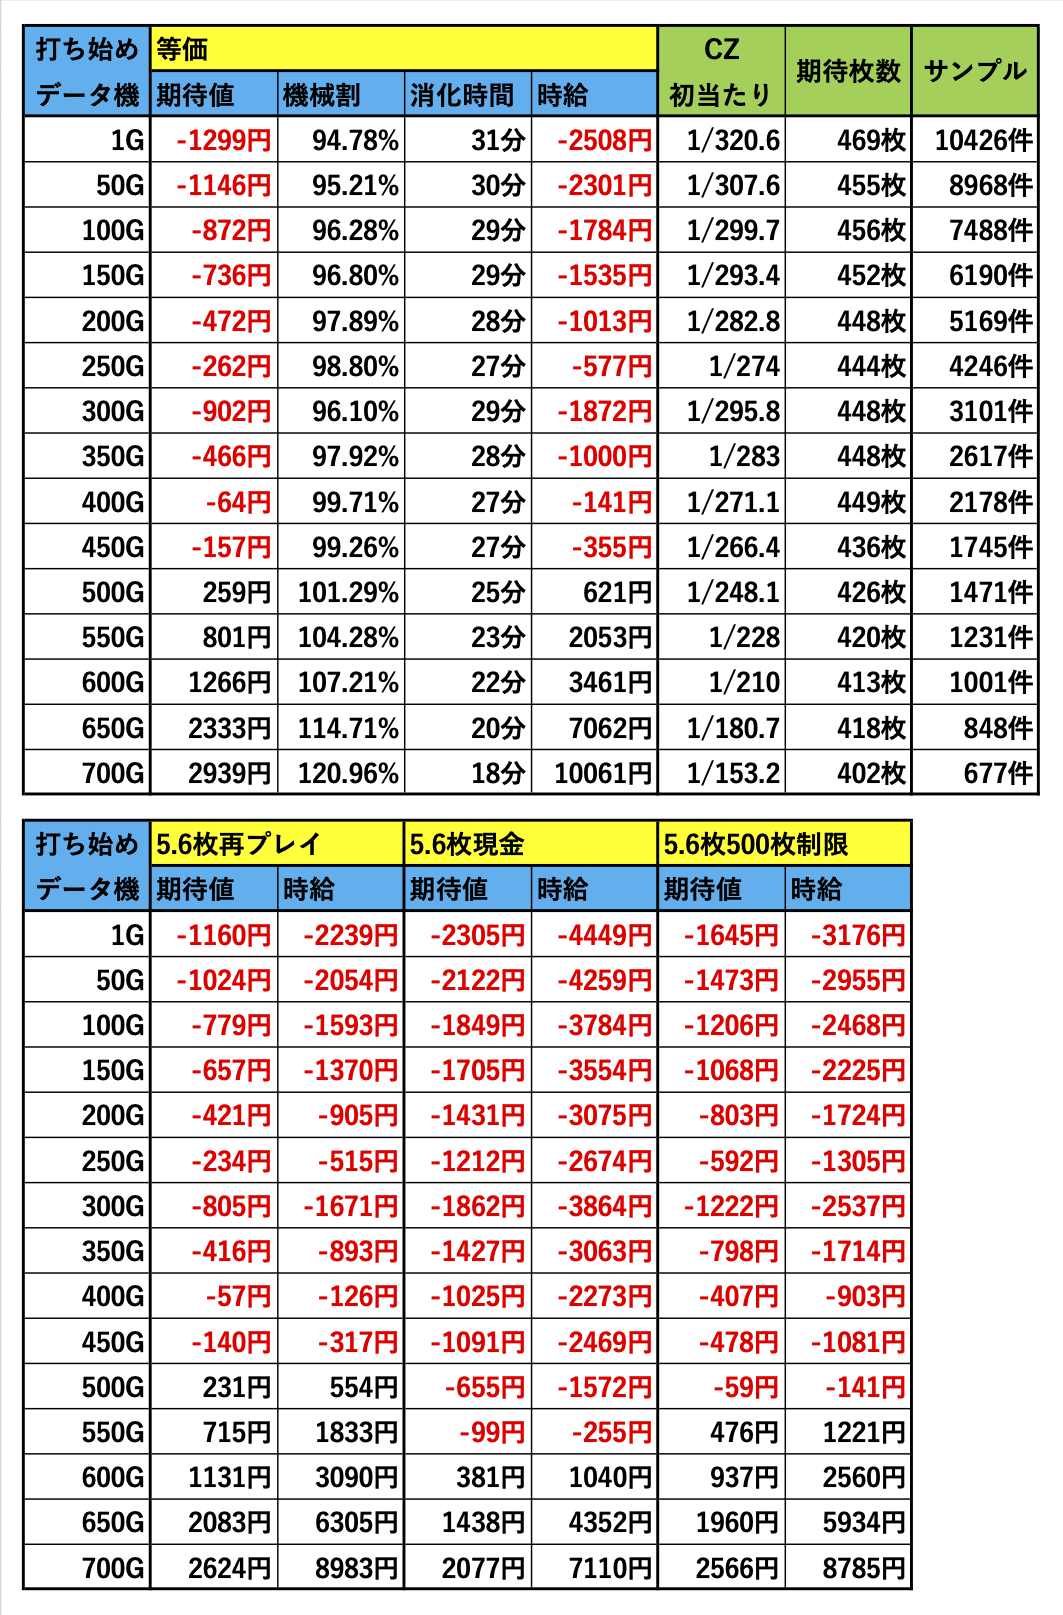 打ち始め 等価 CZ 期待枚数 サンプル
データ機 期待値 機械割 消化時間 時給 初当たり
1G -1299円 94.78% 31分 -2508円 1/320.6 469枚 10426件
50G -1146円 95.21% 30分 -2301円 1/307.6 455枚 8968件
100G -872円 96.28% 29分 -1784円 1/299.7 456枚 7488件
150G -736円 96.80% 29分 -1535円 1/293.4 452枚 6190件
200G -472円 97.89% 28分 -1013円 1/282.8 448枚 5169件
250G -262円 98.80% 27分 -577円 1/274 444枚 4246件
300G -902円 96.10% 29分 -1872円 1/295.8 448枚 3101件
350G -466円 97.92% 28分 -1000円 1/283 448枚 2617件
400G -64円 99.71% 27分 -141円 1/271.1 449枚 2178件
450G -157円 99.26% 27分 -355円 1/266.4 436枚 1745件
500G 259円 101.29% 25分 621円 1/248.1 426枚 1471件
550G 801円 104.28% 23分 2053円 1/228 420枚 1231件
600G 1266円 107.21% 22分 3461円 1/210 413枚 1001件
650G 2333円 114.71% 20分 7062円 1/180.7 418枚 848件
700G 2939円 120.96% 18分 10061円 1/153.2 402枚 677件
打ち始め 5.6枚再プレイ 5.6枚現金 5.6枚500枚制限
データ機 期待値 時給 期待値 時給 期待値 時給
1G -1160円 -2239円 -2305円 -4449円 -1645円 -3176円
50G -1024円 -2054円 -2122円 -4259円 -1473円 -2955円
100G -779円 -1593円 -1849円 -3784円 -1206円 -2468円
150G -657円 -1370円 -1705円 -3554円 -1068円 -2225円
200G -421円 -905円 -1431円 -3075円 -803円 -1724円
250G -234円 -515円 -1212円 -2674円 -592円 -1305円
300G -805円 -1671円 -1862円 -3864円 -1222円 -2537円
350G -416円 -893円 -1427円 -3063円 -798円 -1714円
400G -57円 -126円 -1025円 -2273円 -407円 -903円
450G -140円 -317円 -1091円 -2469円 -478円 -1081円
500G 231円 554円 -655円 -1572円 -59円 -141円
550G 715円 1833円 -99円 -255円 476円 1221円
600G 1131円 3090円 381円 1040円 937円 2560円
650G 2083円 6305円 1438円 4352円 1960円 5934円
700G 2624円 8983円 2077円 7110円 2566円 8785円